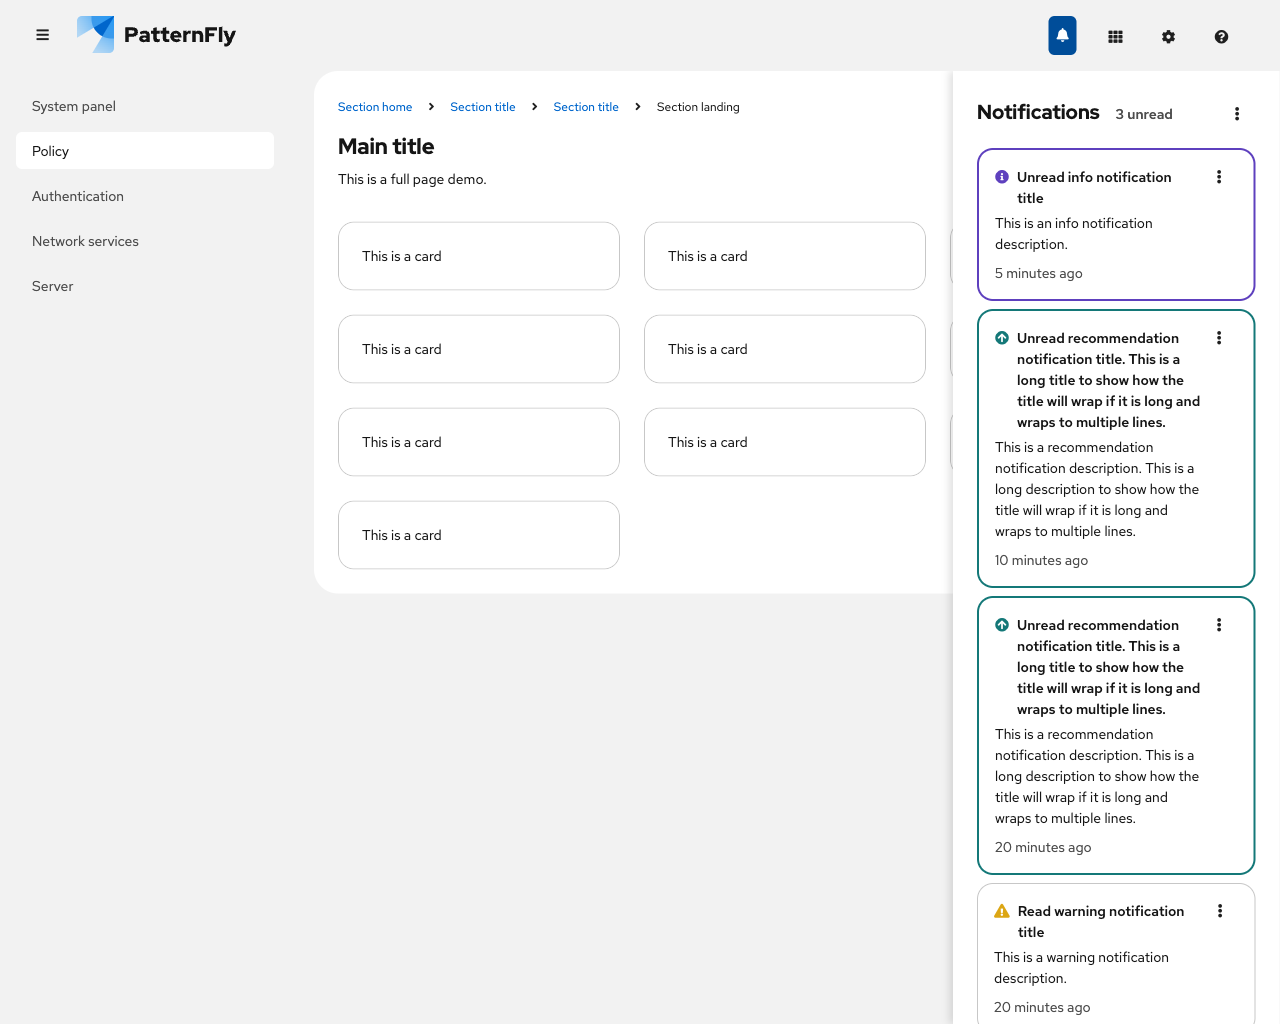 PatternFly
System panel
Policy
Authentication
Network services
Server
Section home
Section title
Section title
Section landing
Main title
This is a full page demo.
This is a card
This is a card
This is a card
This is a card
This is a card
This is a card
This is a card
Notifications
3 unread
Unread info notification
title
This is an info notification
description.
5 minutes ago
Unread recommendation
notification title. This is a
long title to show how the
title will wrap if it is long and
wraps to multiple lines.
This is a recommendation
notification description. This is a
long description to show how the
title will wrap if it is long and
wraps to multiple lines.
10 minutes ago
Unread recommendation
notification title. This is a
long title to show how the
title will wrap if it is long and
wraps to multiple lines.
This is a recommendation
notification description. This is a
long description to show how the
title will wrap if it is long and
wraps to multiple lines.
20 minutes ago
Read warning notification
title
This is a warning notification
description.
20 minutes ago